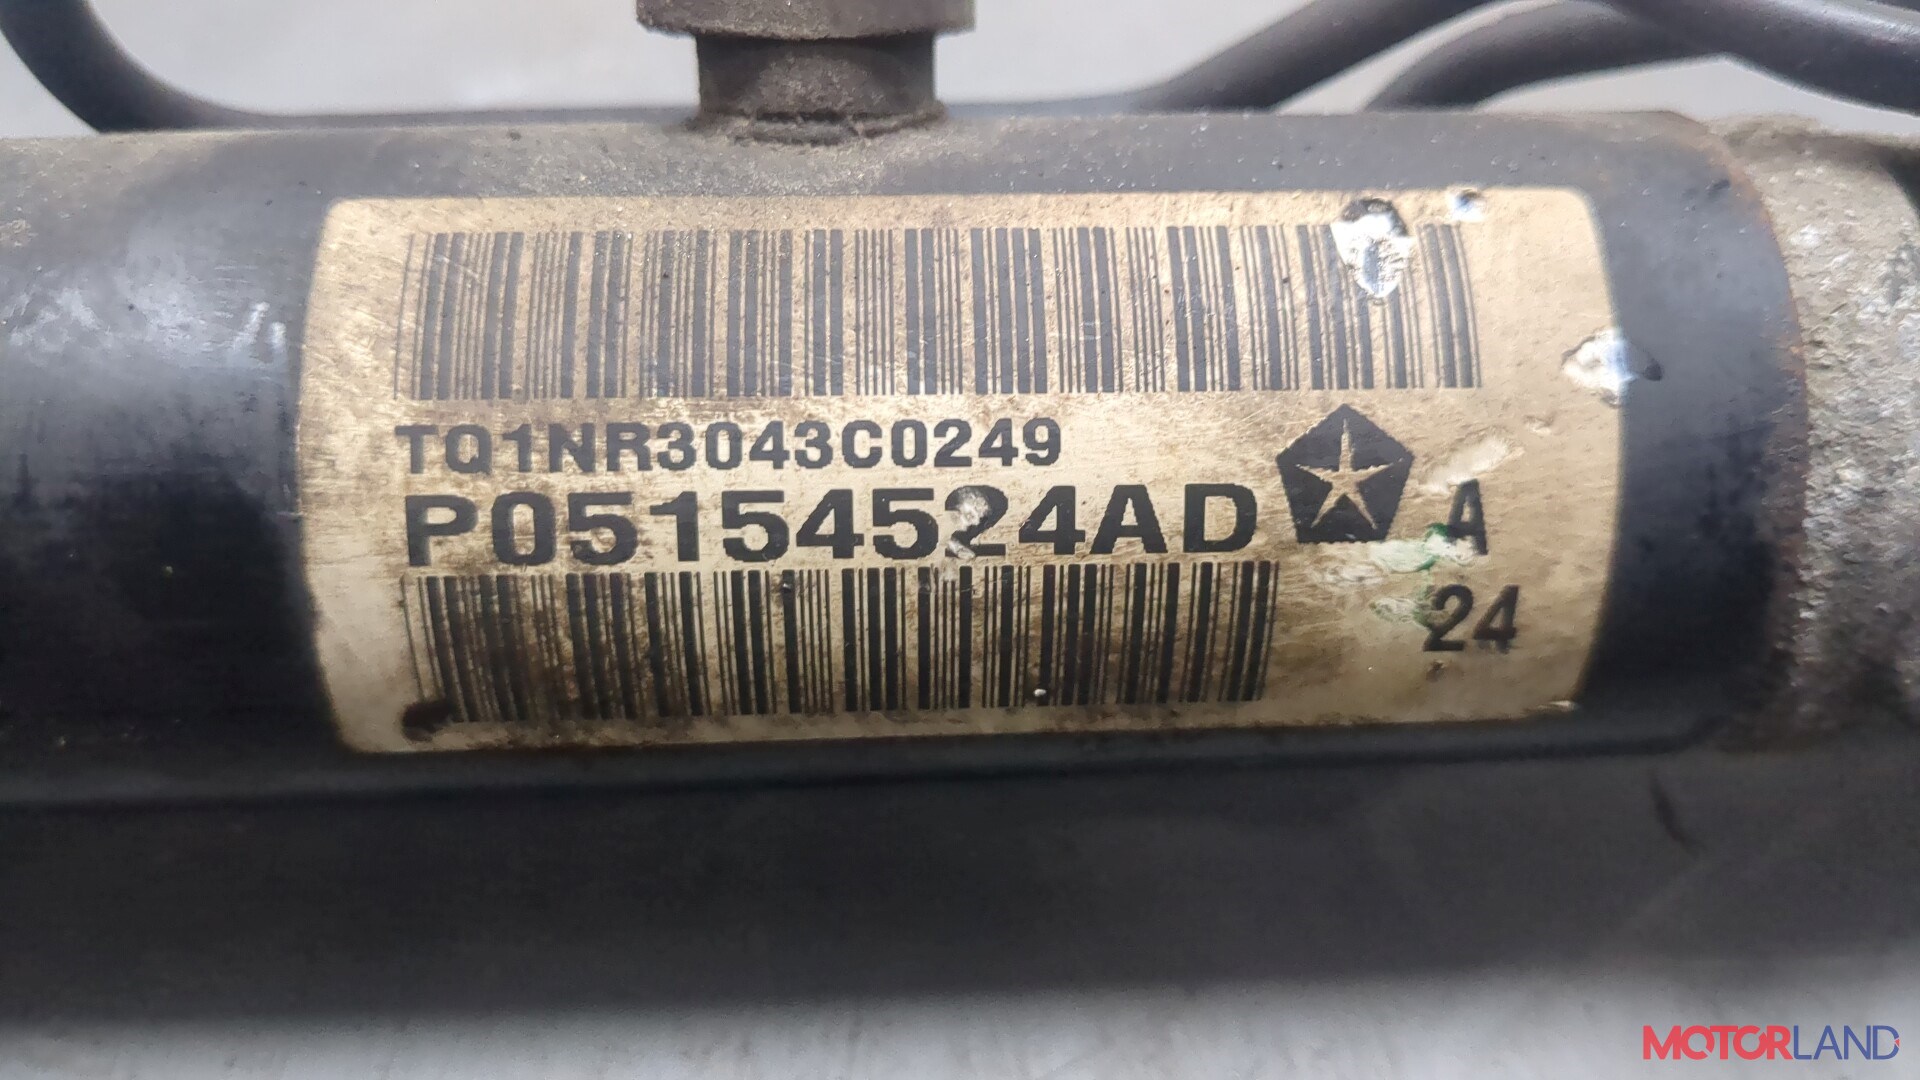 TQ1NR3043C0249
P05154524AD
A
24
MOTORLAND